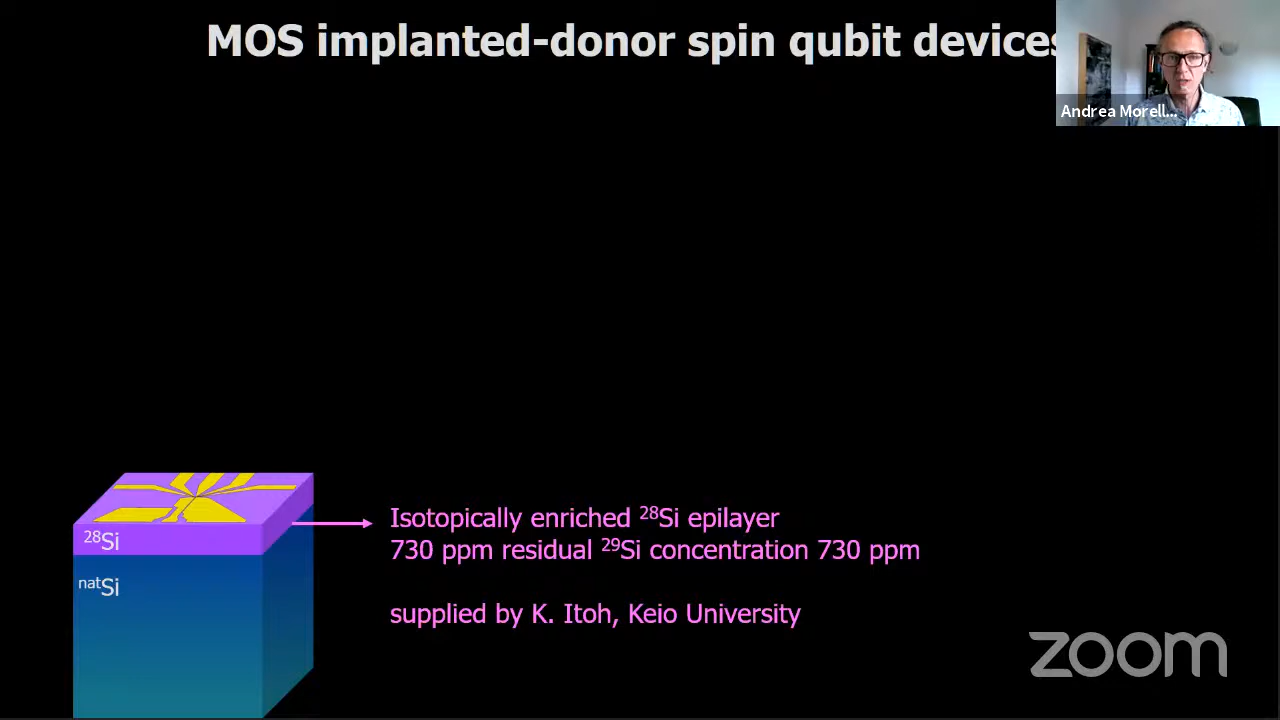 MOS implanted-donor spin qubit devices
Andrea Morell...
²⁸Si
natSi
Isotopically enriched ²⁸Si epilayer
730 ppm residual ²⁹Si concentration 730 ppm
supplied by K. Itoh, Keio University
zoom